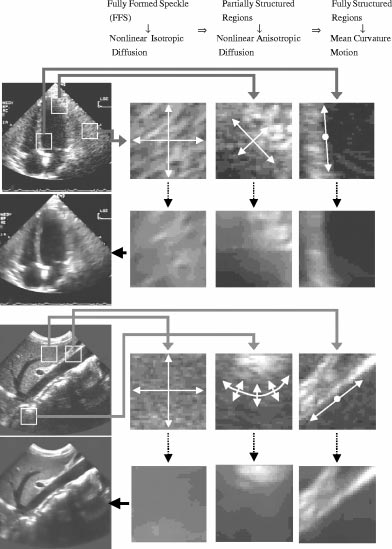 Fully Formed Speckle
(FFS)
↓
Nonlinear Isotropic
Diffusion
⇒
Partially Structured
Regions
↓
Nonlinear Anisotropic
Diffusion
⇒
Fully Structured
Regions
↓
Mean Curvature
Motion